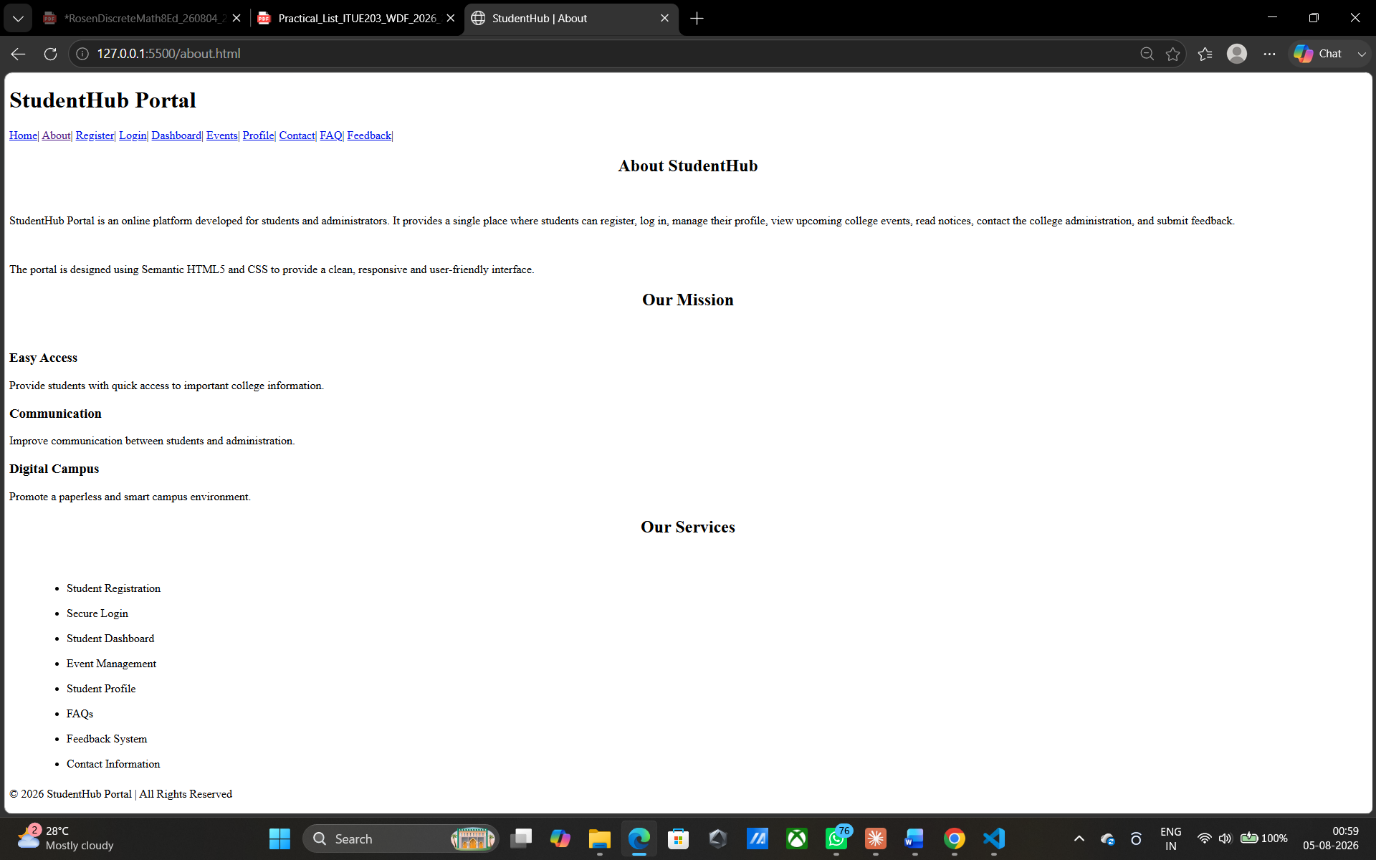 *RosenDiscreteMath8Ed_260804_
Practical_List_ITUE203_WDF_2026_
StudentHub | About
127.0.0.1:5500/about.html
Chat
StudentHub Portal
Home| About| Register| Login| Dashboard| Events| Profile| Contact| FAQ| Feedback|
About StudentHub
StudentHub Portal is an online platform developed for students and administrators. It provides a single place where students can register, log in, manage their profile, view upcoming college events, read notices, contact the college administration, and submit feedback.
The portal is designed using Semantic HTML5 and CSS to provide a clean, responsive and user-friendly interface.
Our Mission
Easy Access
Provide students with quick access to important college information.
Communication
Improve communication between students and administration.
Digital Campus
Promote a paperless and smart campus environment.
Our Services
• Student Registration
• Secure Login
• Student Dashboard
• Event Management
• Student Profile
• FAQs
• Feedback System
• Contact Information
© 2026 StudentHub Portal | All Rights Reserved
2
28°C
Mostly cloudy
Search
76
ENG
IN
100%
00:59
05-08-2026